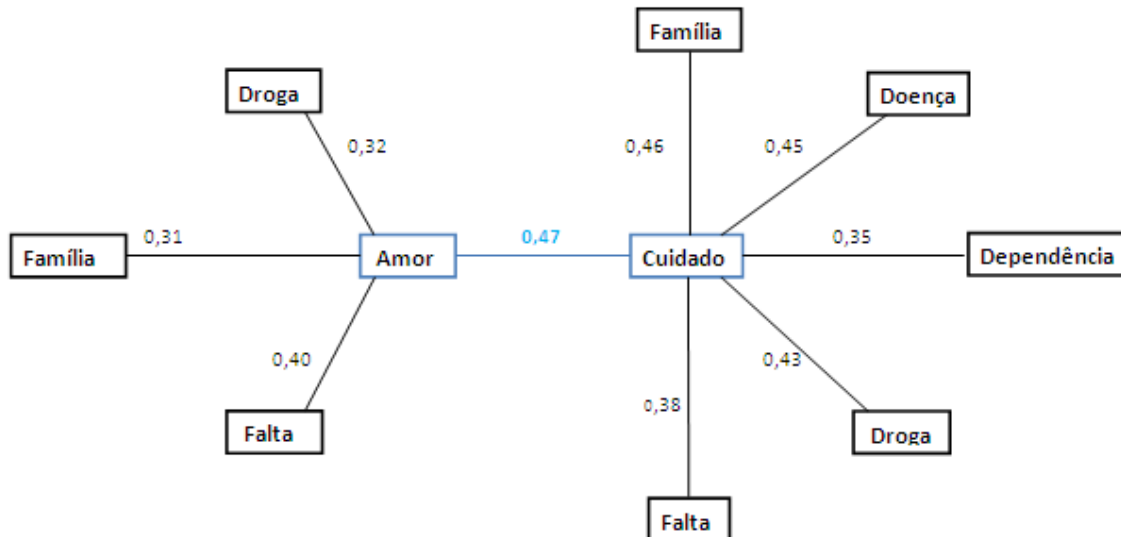 Família
Droga
Doença
0,32
0,46
0,45
0,31
0,47
0,35
Família
Amor
Cuidado
Dependência
0,40
0,43
0,38
Falta
Droga
Falta